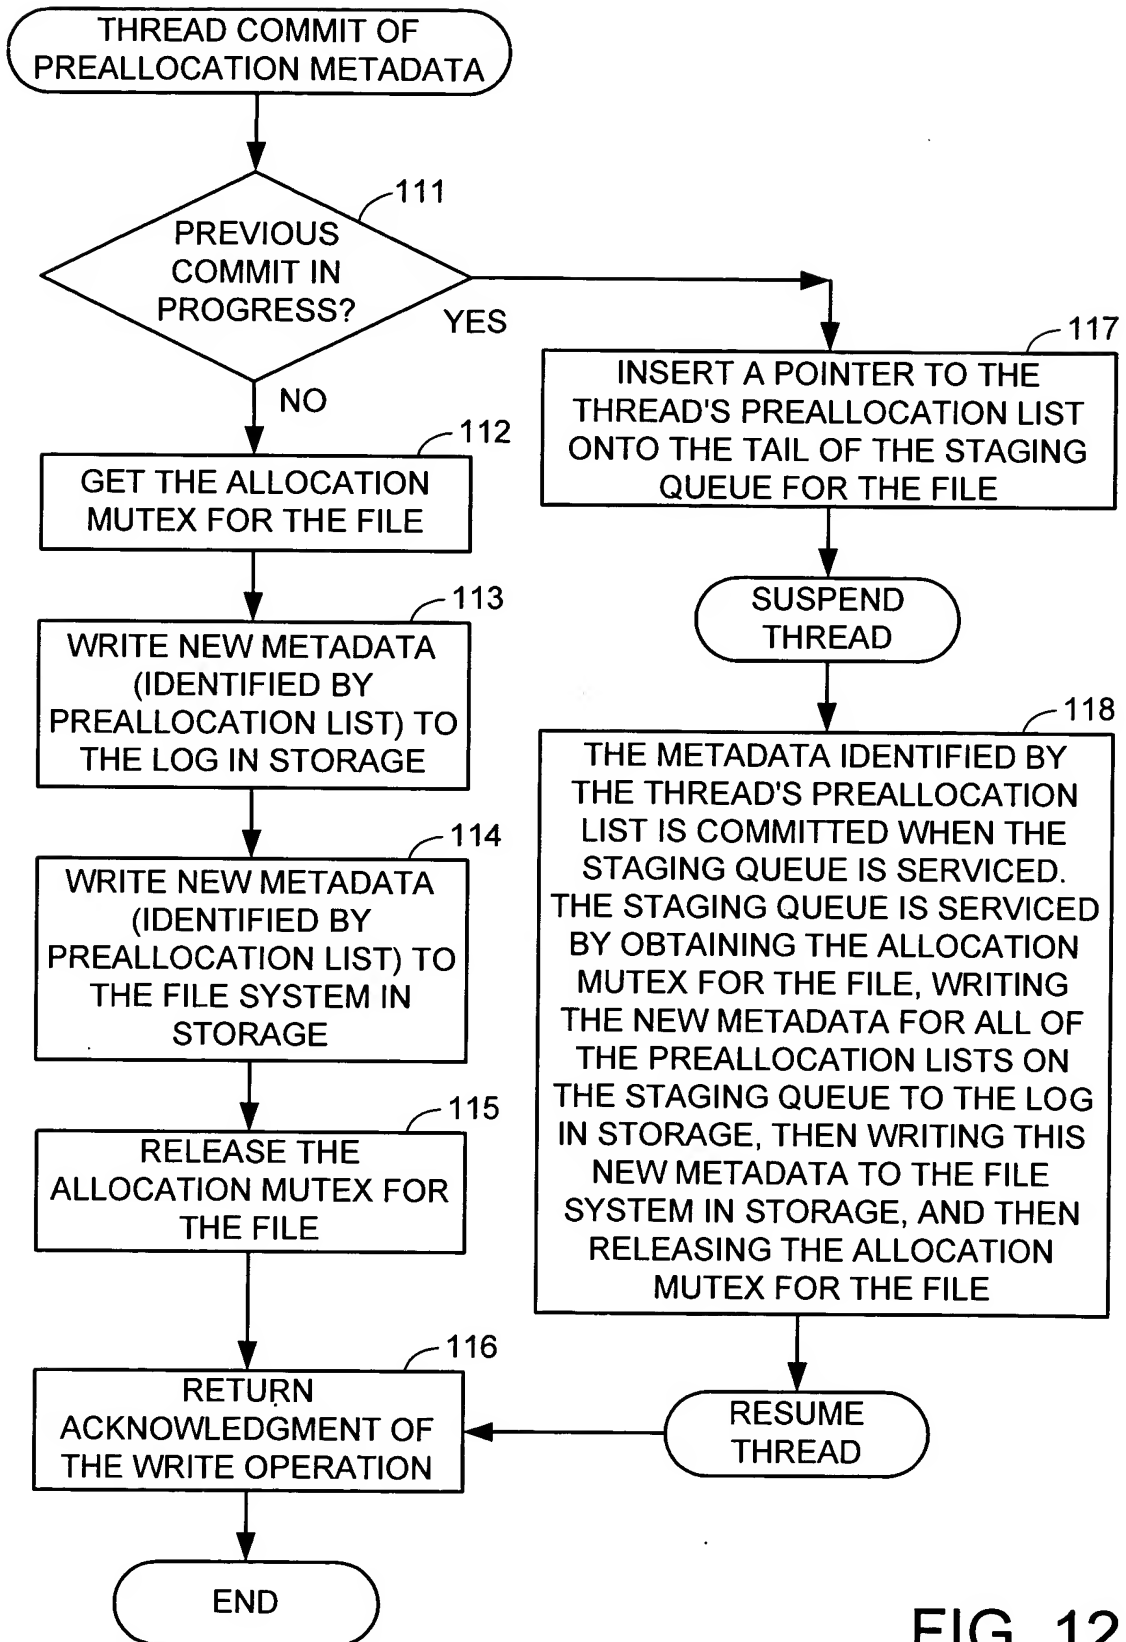 THREAD COMMIT OF
PREALLOCATION METADATA
111
PREVIOUS
COMMIT IN
PROGRESS?
YES
NO
112
GET THE ALLOCATION
MUTEX FOR THE FILE
113
WRITE NEW METADATA
(IDENTIFIED BY
PREALLOCATION LIST) TO
THE LOG IN STORAGE
114
WRITE NEW METADATA
(IDENTIFIED BY
PREALLOCATION LIST) TO
THE FILE SYSTEM IN
STORAGE
115
RELEASE THE
ALLOCATION MUTEX FOR
THE FILE
116
RETURN
ACKNOWLEDGMENT OF
THE WRITE OPERATION
END
117
INSERT A POINTER TO THE
THREAD'S PREALLOCATION LIST
ONTO THE TAIL OF THE STAGING
QUEUE FOR THE FILE
SUSPEND
THREAD
118
THE METADATA IDENTIFIED BY
THE THREAD'S PREALLOCATION
LIST IS COMMITTED WHEN THE
STAGING QUEUE IS SERVICED.
THE STAGING QUEUE IS SERVICED
BY OBTAINING THE ALLOCATION
MUTEX FOR THE FILE, WRITING
THE NEW METADATA FOR ALL OF
THE PREALLOCATION LISTS ON
THE STAGING QUEUE TO THE LOG
IN STORAGE, THEN WRITING THIS
NEW METADATA TO THE FILE
SYSTEM IN STORAGE, AND THEN
RELEASING THE ALLOCATION
MUTEX FOR THE FILE
RESUME
THREAD
FIG. 12